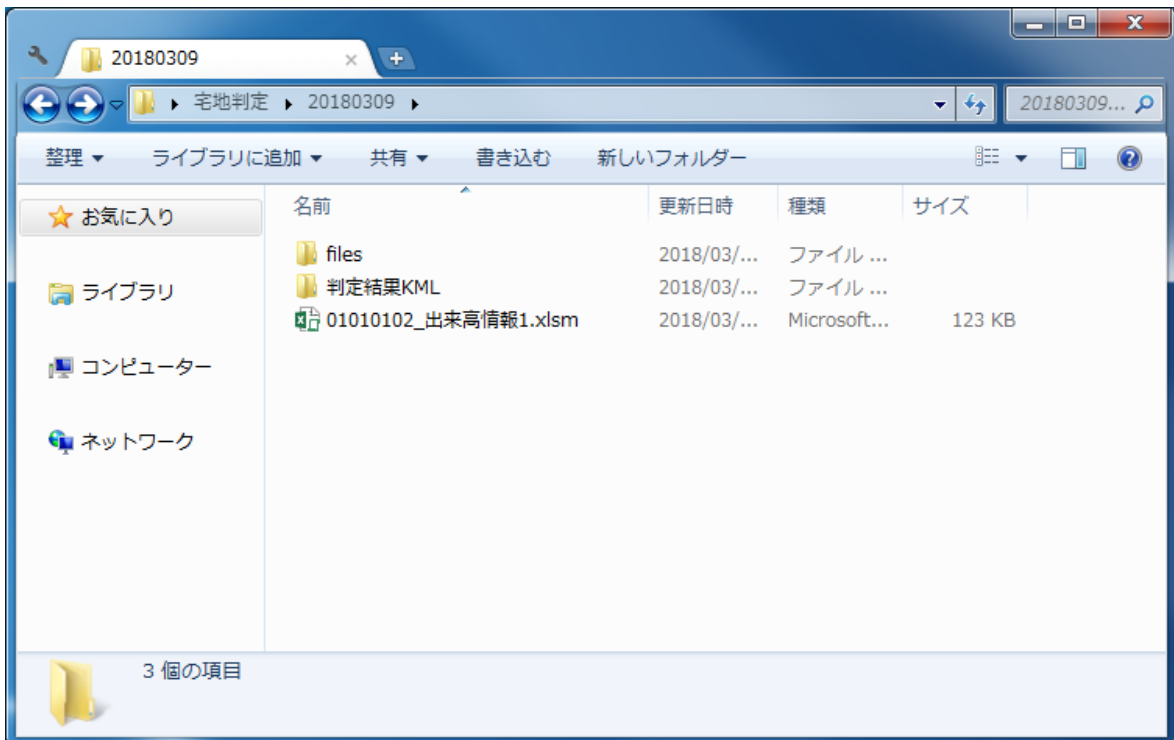 20180309
宅地判定 20180309
20180309...
整理 ライブラリに追加 共有 書き込む 新しいフォルダー
お気に入り
ライブラリ
コンピューター
ネットワーク
名前 更新日時 種類 サイズ
files 2018/03/... ファイル ...
判定結果KML 2018/03/... ファイル ...
01010102_出来高情報1.xlsm 2018/03/... Microsoft... 123 KB
3 個の項目